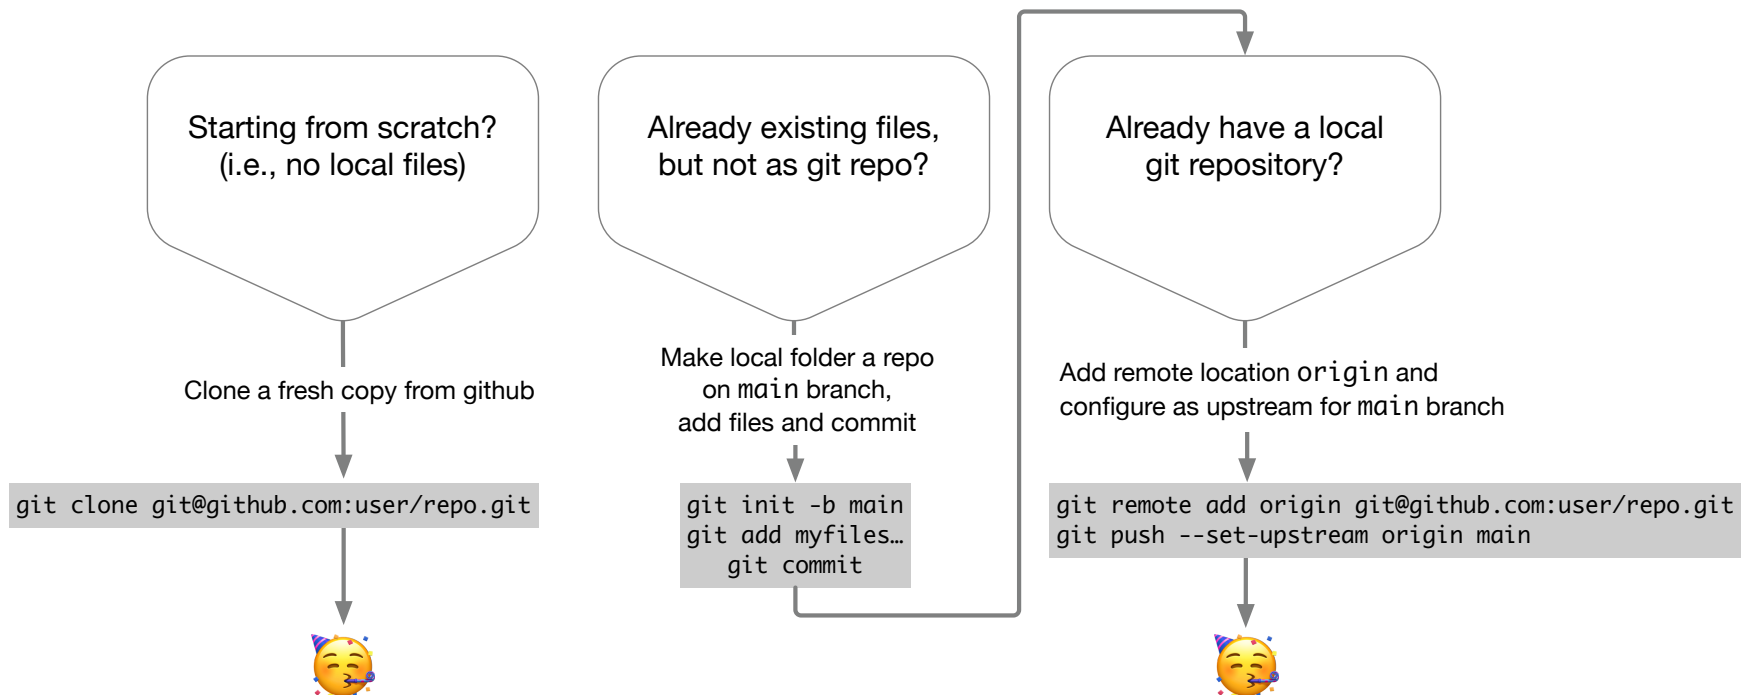 Starting from scratch?
(i.e., no local files)
Clone a fresh copy from github
git clone git@github.com:user/repo.git
Already existing files,
but not as git repo?
Make local folder a repo
on main branch,
add files and commit
git init -b main
git add myfiles…
git commit
Already have a local
git repository?
Add remote location origin and
configure as upstream for main branch
git remote add origin git@github.com:user/repo.git
git push --set-upstream origin main